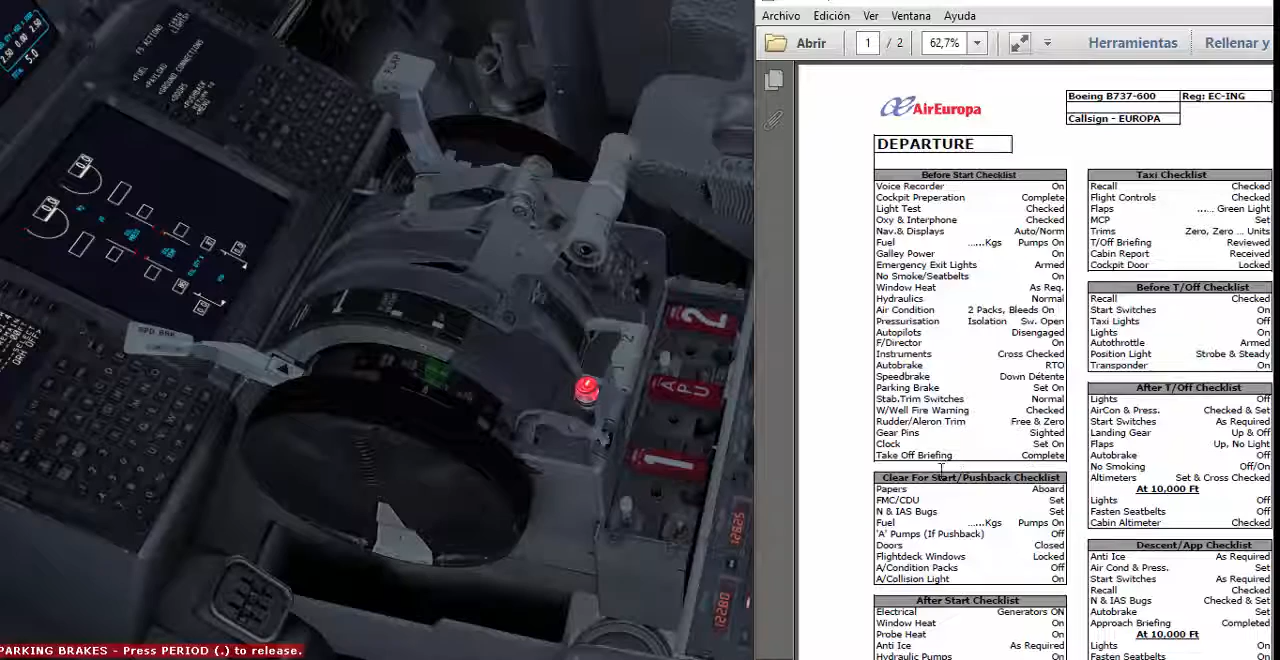 Archivo Edición Ver Ventana Ayuda
Abrir 1 / 2 62,7% Herramientas Rellenar y
AirEuropa
Boeing B737-600 Reg: EC-ING
Callsign - EUROPA
DEPARTURE
Before Start Checklist
Voice Recorder On
Cockpit Preperation Complete
Light Test Checked
Oxy & Interphone Checked
Nav.& Displays Auto/Norm
Fuel ......Kgs Pumps On
Galley Power On
Emergency Exit Lights Armed
No Smoke/Seatbelts On
Window Heat As Req.
Hydraulics Normal
Air Condition 2 Packs, Bleeds On
Pressurisation Isolation Sw. Open
Autopilots Disengaged
F/Director On
Instruments Cross Checked
Autobrake RTO
Speedbrake Down Détente
Parking Brake Set On
Stab.Trim Switches Normal
W/Well Fire Warning Checked
Rudder/Aleron Trim Free & Zero
Gear Pins Sighted
Clock Set On
Take Off Briefing Complete
Clear For Start/Pushback Checklist
Papers Aboard
FMC/CDU Set
N & IAS Bugs Set
Fuel ......Kgs Pumps On
'A' Pumps (If Pushback) Off
Doors Closed
Flightdeck Windows Locked
A/Condition Packs Off
A/Collision Light On
After Start Checklist
Electrical Generators ON
Window Heat On
Probe Heat On
Anti Ice As Required
Hydraulic Pumps On
Taxi Checklist
Recall Checked
Flight Controls Checked
Flaps ..... Green Light
MCP Set
Trims Zero, Zero ... Units
T/Off Briefing Reviewed
Cabin Report Received
Cockpit Door Locked
Before T/Off Checklist
Recall Checked
Start Switches On
Taxi Lights Off
Lights On
Autothrottle Armed
Position Light Strobe & Steady
Transponder On
After T/Off Checklist
Lights Off
AirCon & Press. Checked & Set
Start Switches As Required
Landing Gear Up & Off
Flaps Up, No Light
Autobrake Off
No Smoking Off/On
Altimeters Set & Cross Checked
At 10,000 Ft
Lights Off
Fasten Seatbelts Off
Cabin Altimeter Checked
Descent/App Checklist
Anti Ice As Required
Air Cond & Press. Set
Start Switches As Required
Recall Checked
N & IAS Bugs Checked & Set
Autobrake Set
Approach Briefing Completed
At 10,000 Ft
Lights On
Fasten Seatbelts On
FLAP
2
APU
1
PARKING BRAKES - Press PERIOD (.) to release.